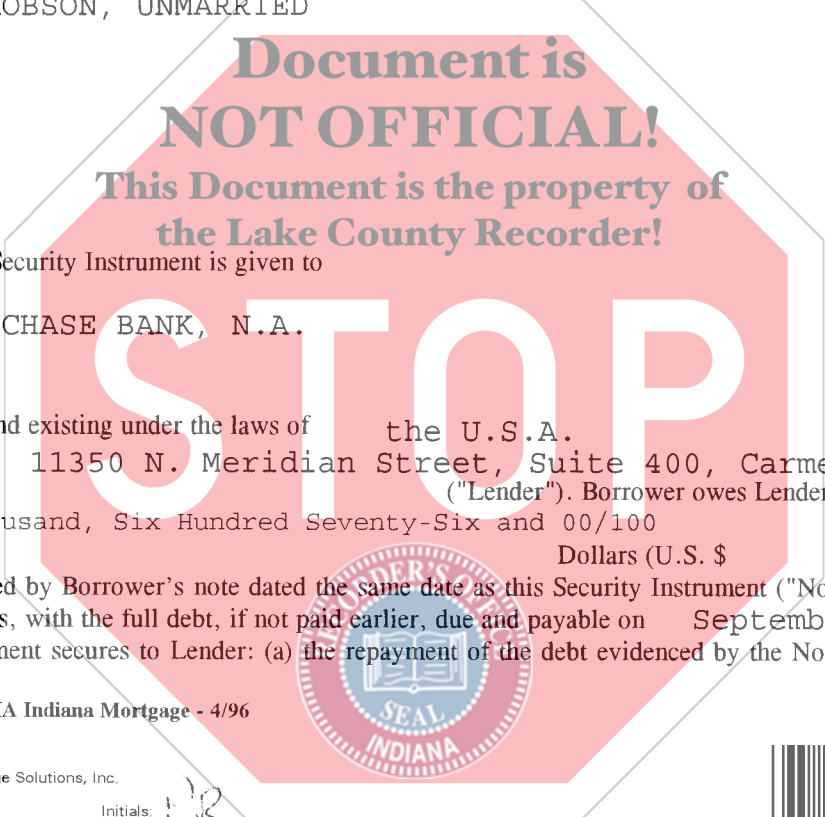 OBSON, UNMARRIED
Document is
NOT OFFICIAL!
This Document is the property of
the Lake County Recorder!
Security Instrument is given to
CHASE BANK, N.A.
STOP
nd existing under the laws of the U.S.A.
11350 N. Meridian Street, Suite 400, Carme
("Lender"). Borrower owes Lender
usand, Six Hundred Seventy-Six and 00/100
Dollars (U.S. $
ed by Borrower's note dated the same date as this Security Instrument ("No
s, with the full debt, if not paid earlier, due and payable on Septemb
ment secures to Lender: (a) the repayment of the debt evidenced by the No
RECORDER'S OFFICE
SEAL
INDIANA
A Indiana Mortgage - 4/96
e Solutions, Inc.
Initials: